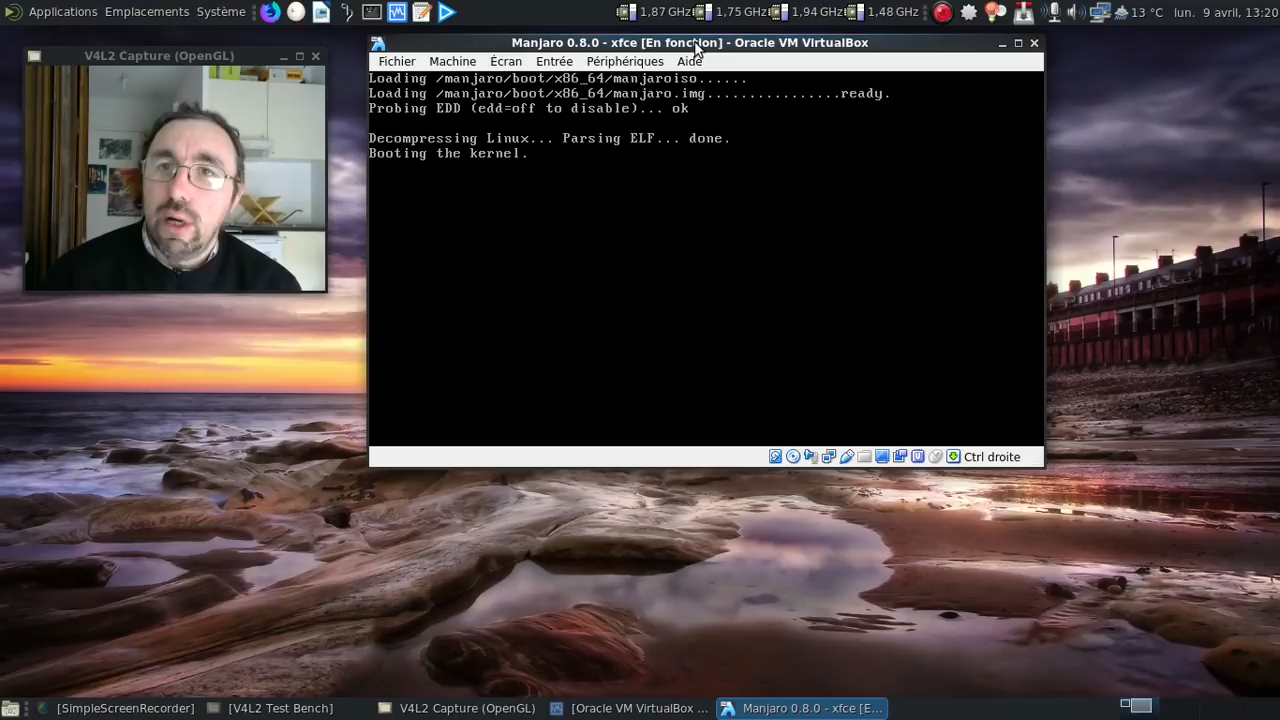 Applications Emplacements Système
1,87 GHz 1,75 GHz 1,94 GHz 1,48 GHz
13 °C lun. 9 avril, 13:20
V4L2 Capture (OpenGL)
Manjaro 0.8.0 - xfce [En fonction] - Oracle VM VirtualBox
Fichier Machine Écran Entrée Périphériques Aide
Loading /manjaro/boot/x86_64/manjaroiso......
Loading /manjaro/boot/x86_64/manjaro.img................ready.
Probing EDD (edd=off to disable)... ok
Decompressing Linux... Parsing ELF... done.
Booting the kernel.
Ctrl droite
[SimpleScreenRecorder] [V4L2 Test Bench] V4L2 Capture (OpenGL) [Oracle VM VirtualBox ... Manjaro 0.8.0 - xfce [E...